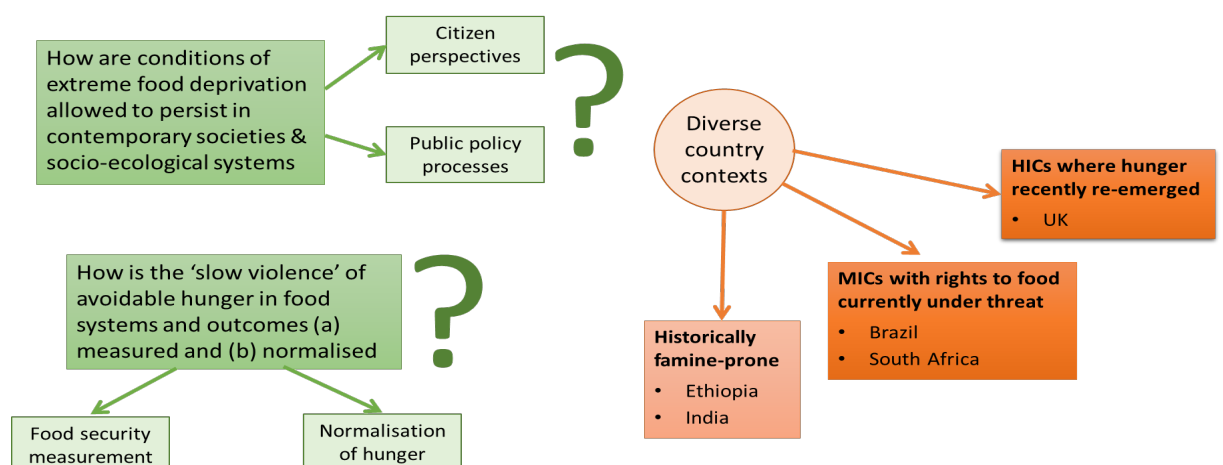 How are conditions of
extreme food deprivation
allowed to persist in
contemporary societies &
socio-ecological systems
Citizen
perspectives
Public policy
processes
?
How is the ‘slow violence’ of
avoidable hunger in food
systems and outcomes (a)
measured and (b) normalised
?
Food security
measurement
Normalisation
of hunger
Diverse
country
contexts
HICs where hunger
recently re-emerged
• UK
MICs with rights to food
currently under threat
• Brazil
• South Africa
Historically
famine-prone
• Ethiopia
• India